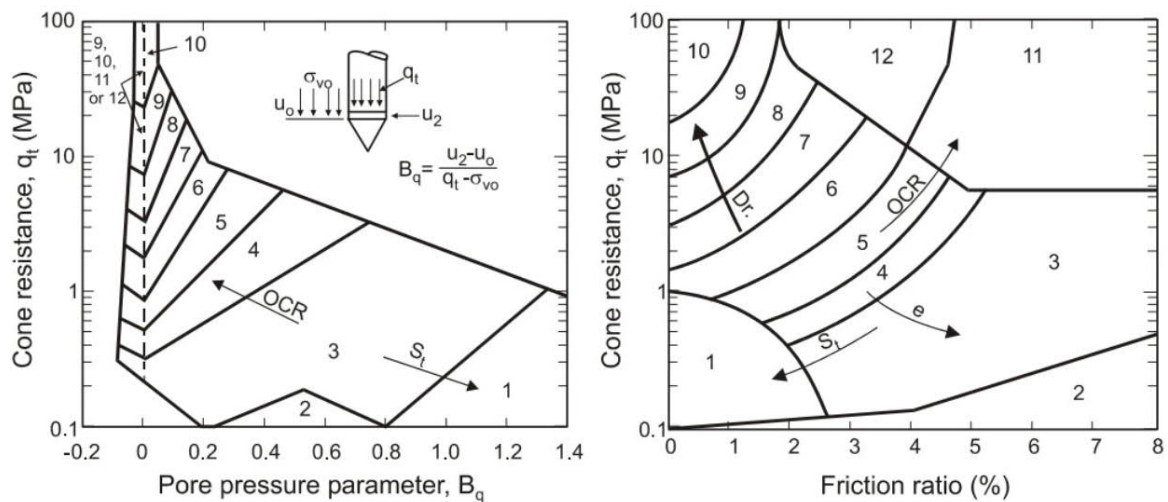 Cone resistance, qt (MPa)
100
10
1
0.1
-0.2 0 0.2 0.4 0.6 0.8 1.0 1.2 1.4
Pore pressure parameter, Bq
9,
10,
11
or 12
10
9
8
7
6
5
4
3
2
1
OCR
St
σvo
uo
qt
u2
Bq = u2-uo
qt-σvo
Cone resistance, qt (MPa)
100
10
1
0.1
0 1 2 3 4 5 6 7 8
Friction ratio (%)
10
9
8
7
6
5
4
3
2
1
12
11
Dr.
OCR
e
St